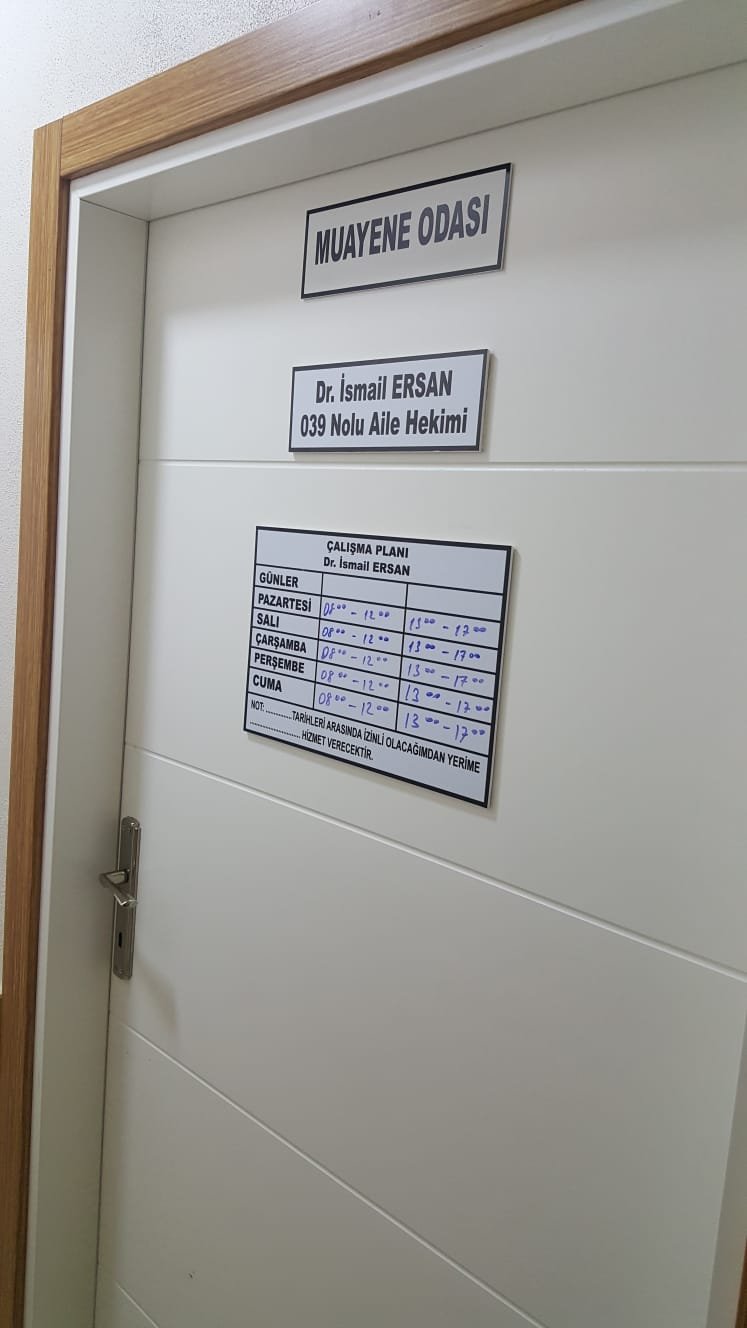 MUAYENE ODASI
Dr. İsmail ERSAN
039 Nolu Aile Hekimi
ÇALIŞMA PLANI
Dr. İsmail ERSAN
GÜNLER
PAZARTESİ 08⁰⁰ - 12⁰⁰ 13⁰⁰ - 17⁰⁰
SALI 08⁰⁰ - 12⁰⁰ 13⁰⁰ - 17⁰⁰
ÇARŞAMBA 08⁰⁰ - 12⁰⁰ 13⁰⁰ - 17⁰⁰
PERŞEMBE 08⁰⁰ - 12⁰⁰ 13⁰⁰ - 17⁰⁰
CUMA 08⁰⁰ - 12⁰⁰ 13⁰⁰ - 17⁰⁰
NOT: ............TARİHLERİ ARASINDA İZİNLİ OLACAĞIMDAN YERİME
....................... HİZMET VERECEKTİR.